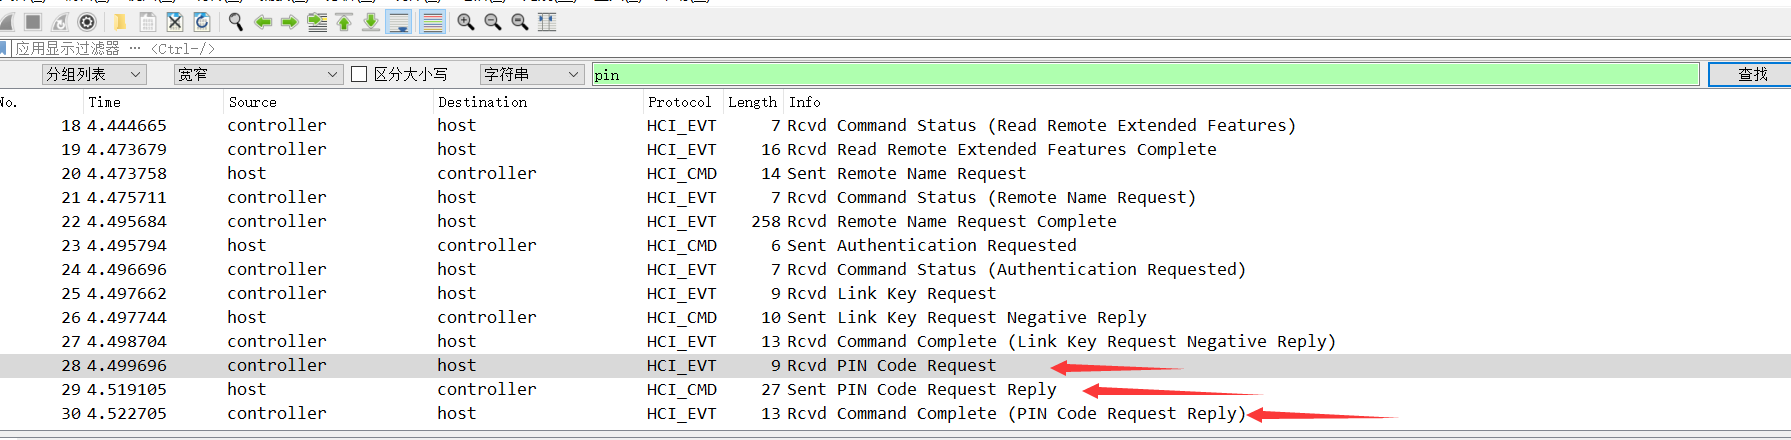 应用显示过滤器 … <Ctrl-/>
分组列表 宽窄 区分大小写 字符串 pin 查找
No. Time Source Destination Protocol Length Info
18 4.444665 controller host HCI_EVT 7 Rcvd Command Status (Read Remote Extended Features)
19 4.473679 controller host HCI_EVT 16 Rcvd Read Remote Extended Features Complete
20 4.473758 host controller HCI_CMD 14 Sent Remote Name Request
21 4.475711 controller host HCI_EVT 7 Rcvd Command Status (Remote Name Request)
22 4.495684 controller host HCI_EVT 258 Rcvd Remote Name Request Complete
23 4.495794 host controller HCI_CMD 6 Sent Authentication Requested
24 4.496696 controller host HCI_EVT 7 Rcvd Command Status (Authentication Requested)
25 4.497662 controller host HCI_EVT 9 Rcvd Link Key Request
26 4.497744 host controller HCI_CMD 10 Sent Link Key Request Negative Reply
27 4.498704 controller host HCI_EVT 13 Rcvd Command Complete (Link Key Request Negative Reply)
28 4.499696 controller host HCI_EVT 9 Rcvd PIN Code Request
29 4.519105 host controller HCI_CMD 27 Sent PIN Code Request Reply
30 4.522705 controller host HCI_EVT 13 Rcvd Command Complete (PIN Code Request Reply)